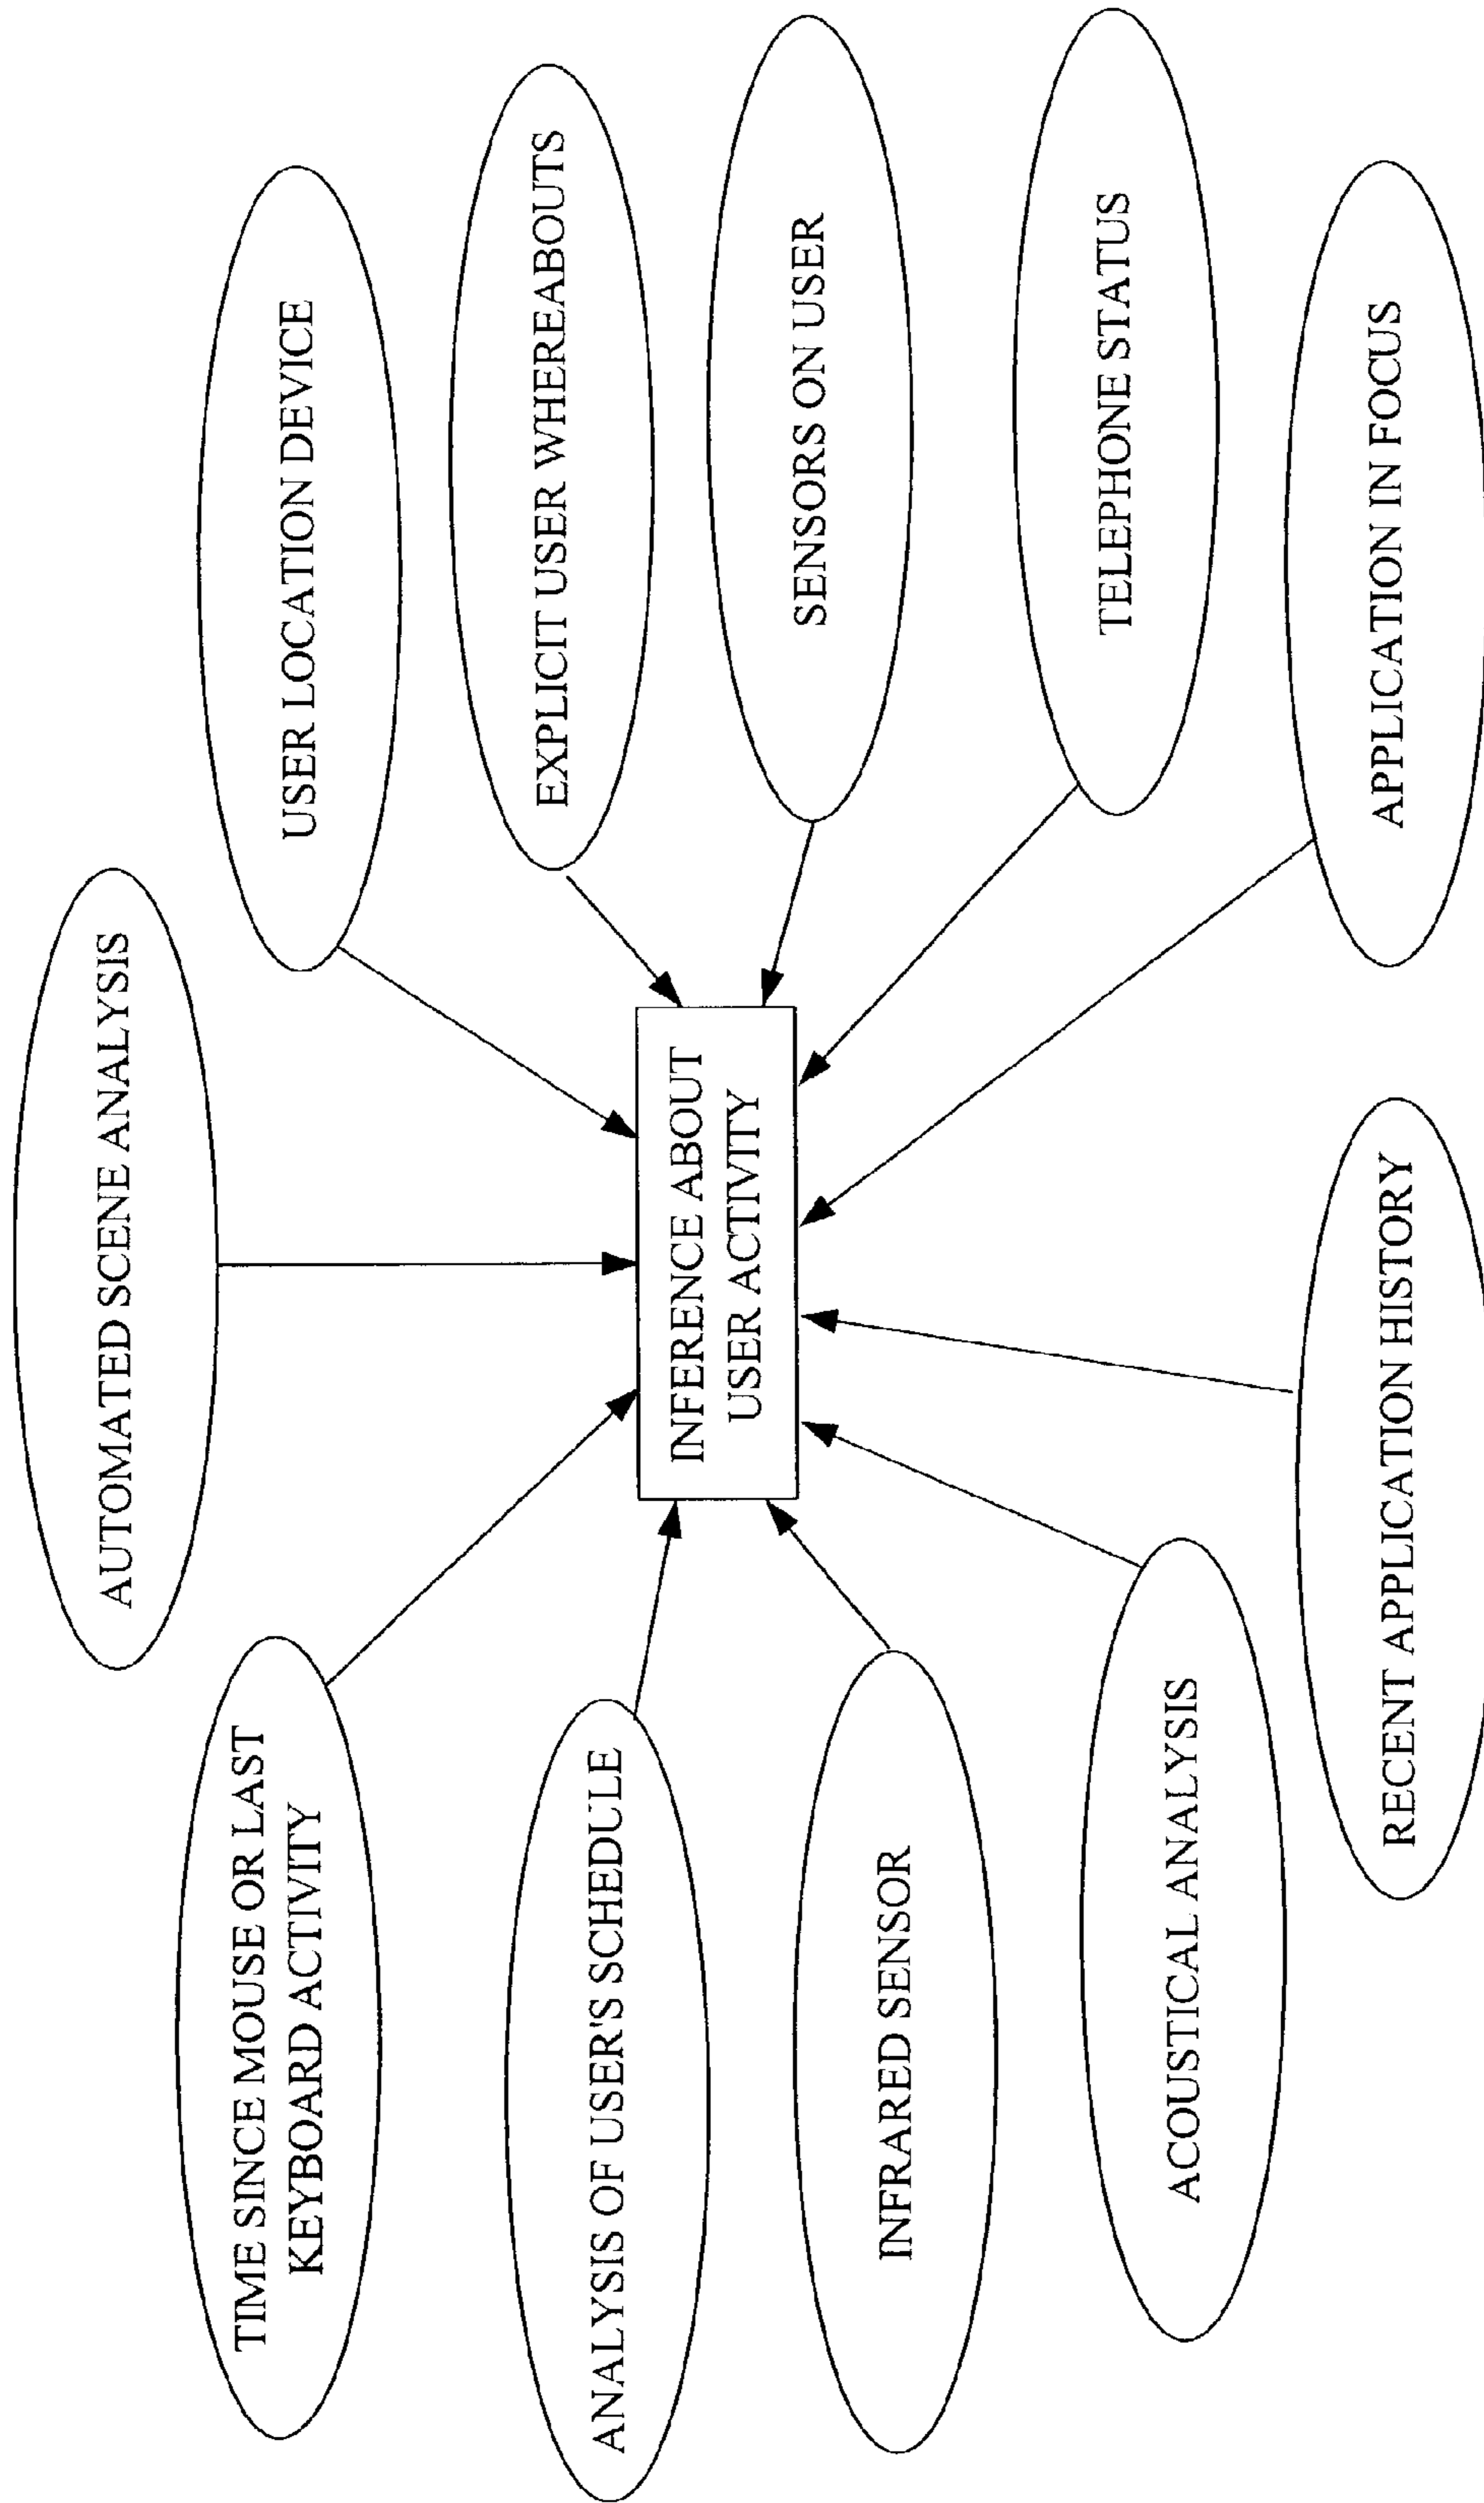 AUTOMATED SCENE ANALYSIS
TIME SINCE MOUSE OR LAST
KEYBOARD ACTIVITY
USER LOCATION DEVICE
ANALYSIS OF USER'S SCHEDULE
EXPLICIT USER WHEREABOUTS
INFERENCE ABOUT
USER ACTIVITY
INFRARED SENSOR
SENSORS ON USER
ACOUSTICAL ANALYSIS
TELEPHONE STATUS
RECENT APPLICATION HISTORY
APPLICATION IN FOCUS